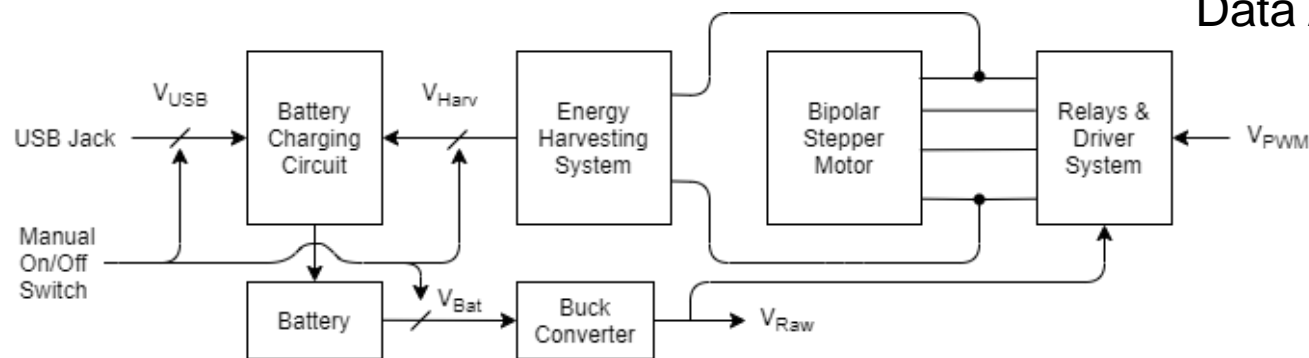 Data
V_USB
USB Jack
Battery
Charging
Circuit
V_Harv
Energy
Harvesting
System
Bipolar
Stepper
Motor
Relays &
Driver
System
V_PWM
Manual
On/Off
Switch
Battery
V_Bat
Buck
Converter
V_Raw